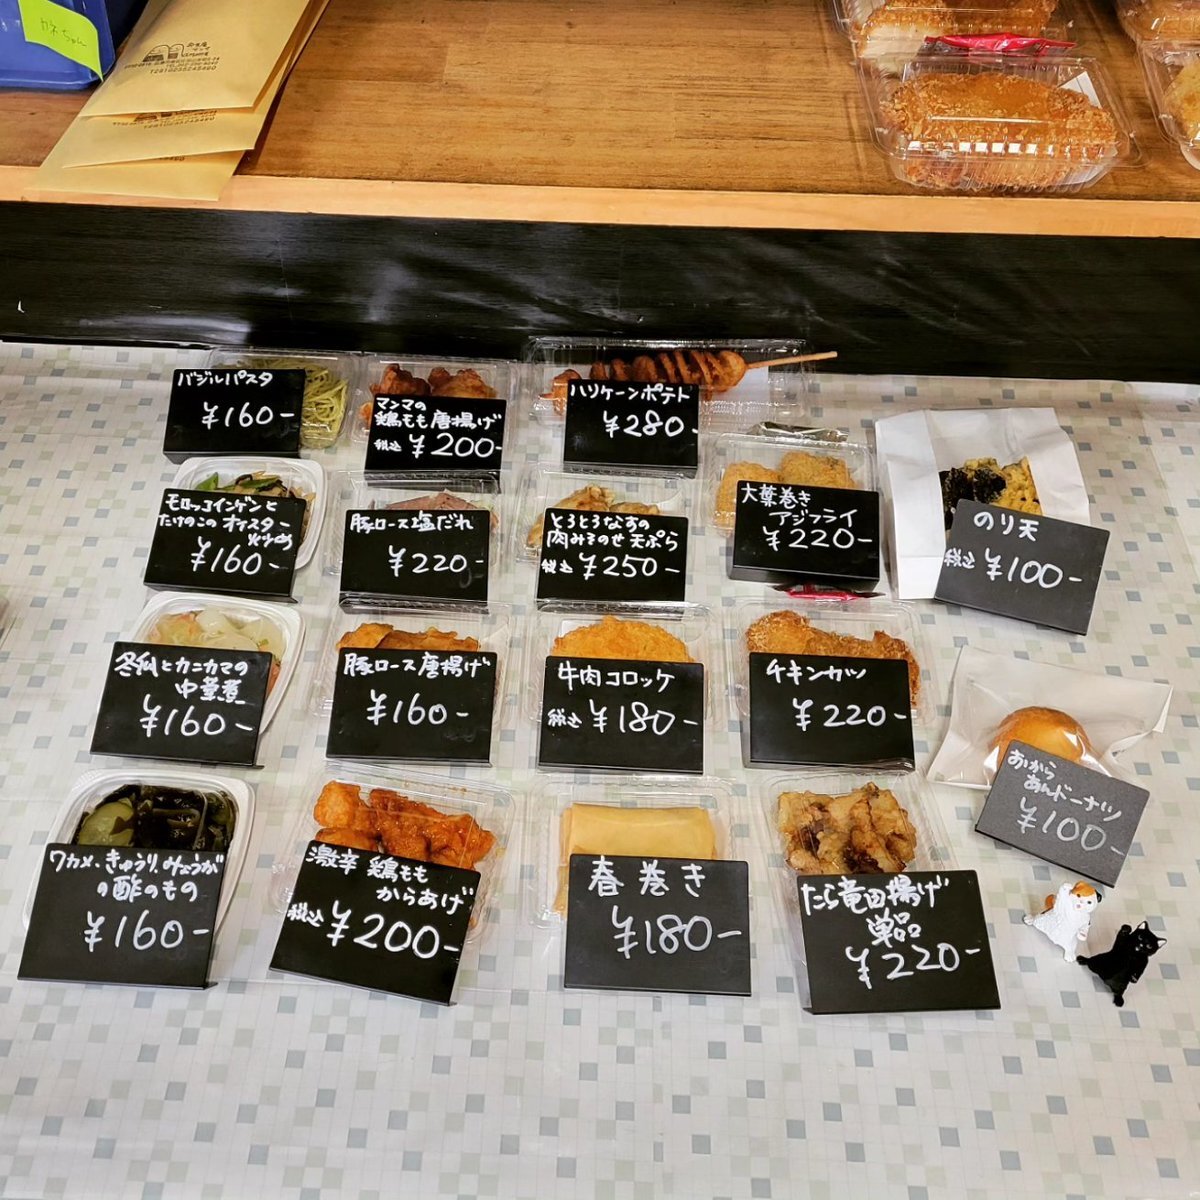 カネちゃん
バジルパスタ
¥160-
マンマの
鶏もも唐揚げ
税込 ¥200-
ハリケーンポテト
¥280-
モロッコインゲンと
たけのこのオイスター
炒め
¥160-
豚ロース塩だれ
¥220-
とろとろなすの
肉みそのせ天ぷら
税込 ¥250-
大葉巻き
アジフライ
¥220-
のり天
税込 ¥100-
冬瓜とカニカマの
中華煮
¥160-
豚ロース唐揚げ
¥160-
牛肉コロッケ
税込 ¥180-
チキンカツ
¥220-
おから
あんドーナツ
¥100-
ワカメ・きゅうり、みょうが
の酢のもの
¥160-
激辛 鶏もも
からあげ
税込 ¥200-
春巻き
¥180-
たら竜田揚げ
単品
¥220-